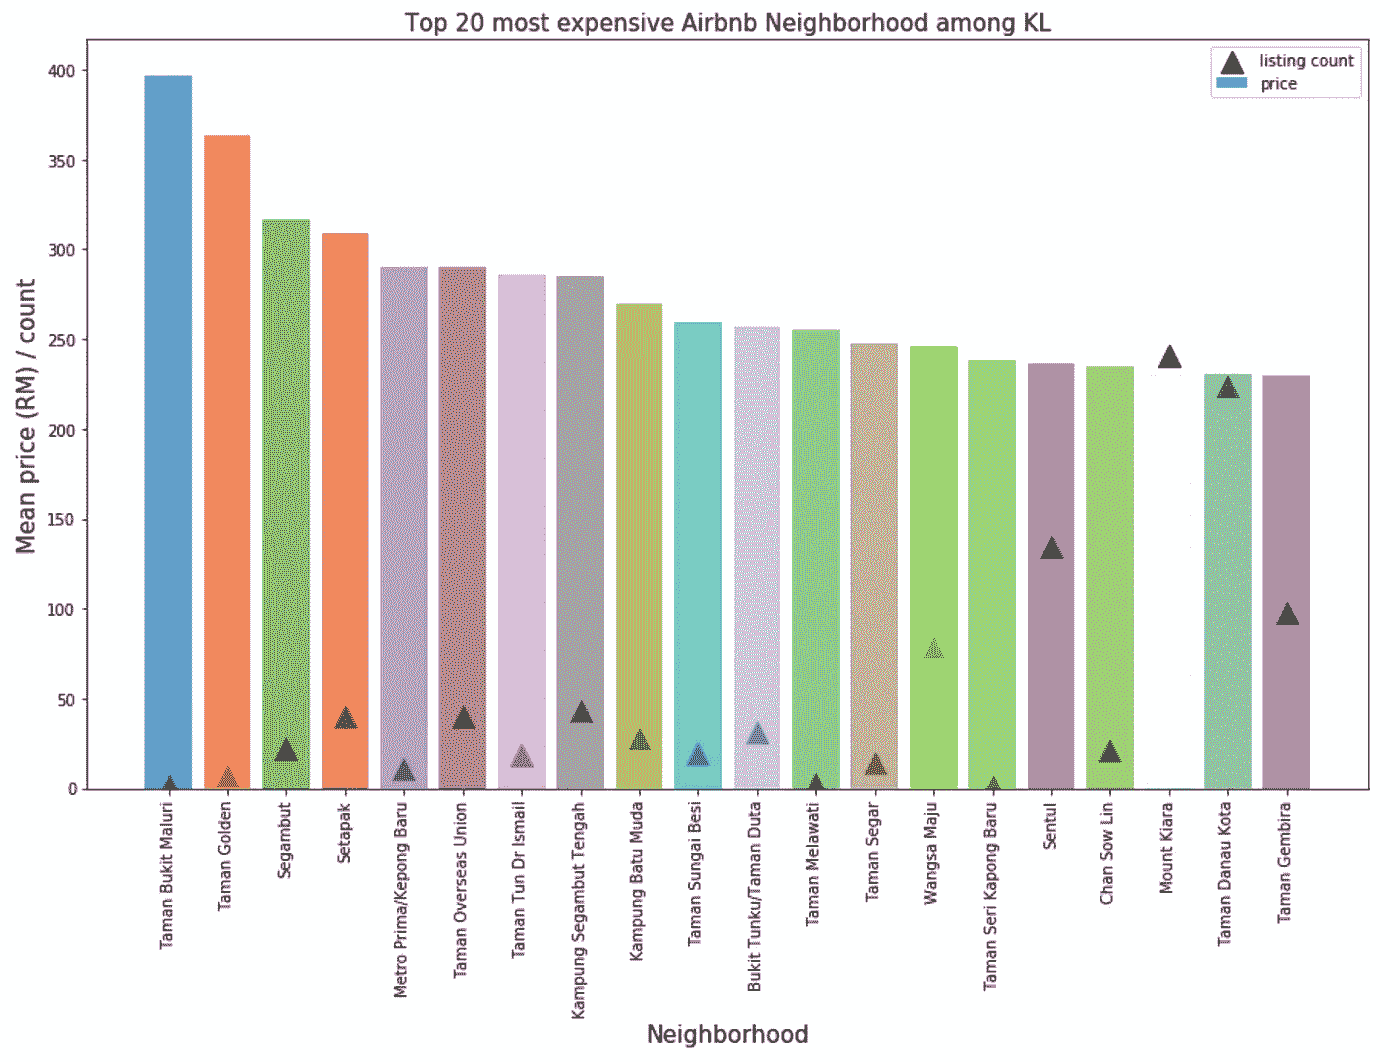 Top 20 most expensive Airbnb Neighborhood among KL
listing count
price
Mean price (RM) / count
400
350
300
250
200
150
100
50
0
Taman Bukit Maluri
Taman Golden
Segambut
Setapak
Metro Prima/Kepong Baru
Taman Overseas Union
Taman Tun Dr Ismail
Kampung Segambut Tengah
Kampung Batu Muda
Taman Sungai Besi
Bukit Tunku/Taman Duta
Taman Melawati
Taman Segar
Wangsa Maju
Taman Seri Kapong Baru
Sentul
Chan Sow Lin
Mount Kiara
Taman Danau Kota
Taman Gembira
Neighborhood